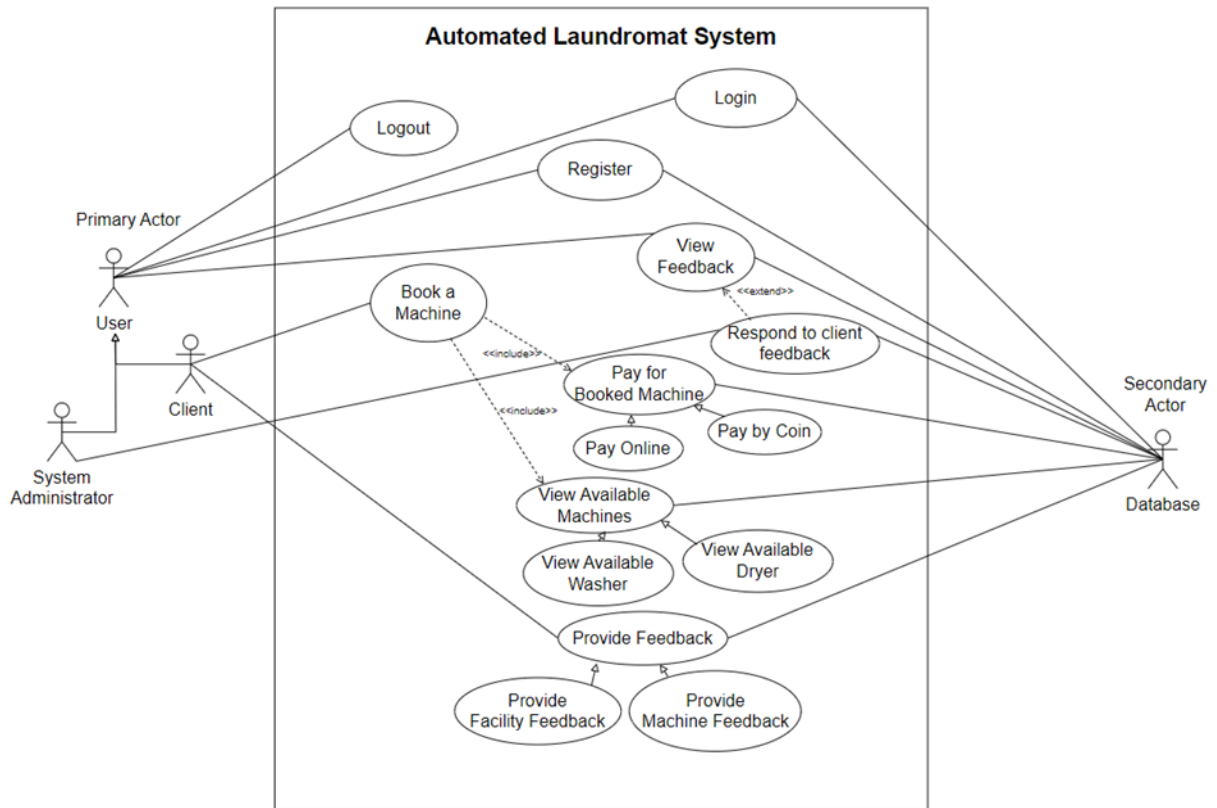 Automated Laundromat System
Login
Logout
Register
Primary Actor
View
Feedback
User
Book a
Machine
<<extend>>
Respond to client
feedback
<<include>>
Client
Pay for
Booked Machine
Secondary
Actor
<<include>>
Pay by Coin
Pay Online
System
Administrator
View Available
Machines
Database
View Available
Washer
View Available
Dryer
Provide Feedback
Provide
Facility Feedback
Provide
Machine Feedback